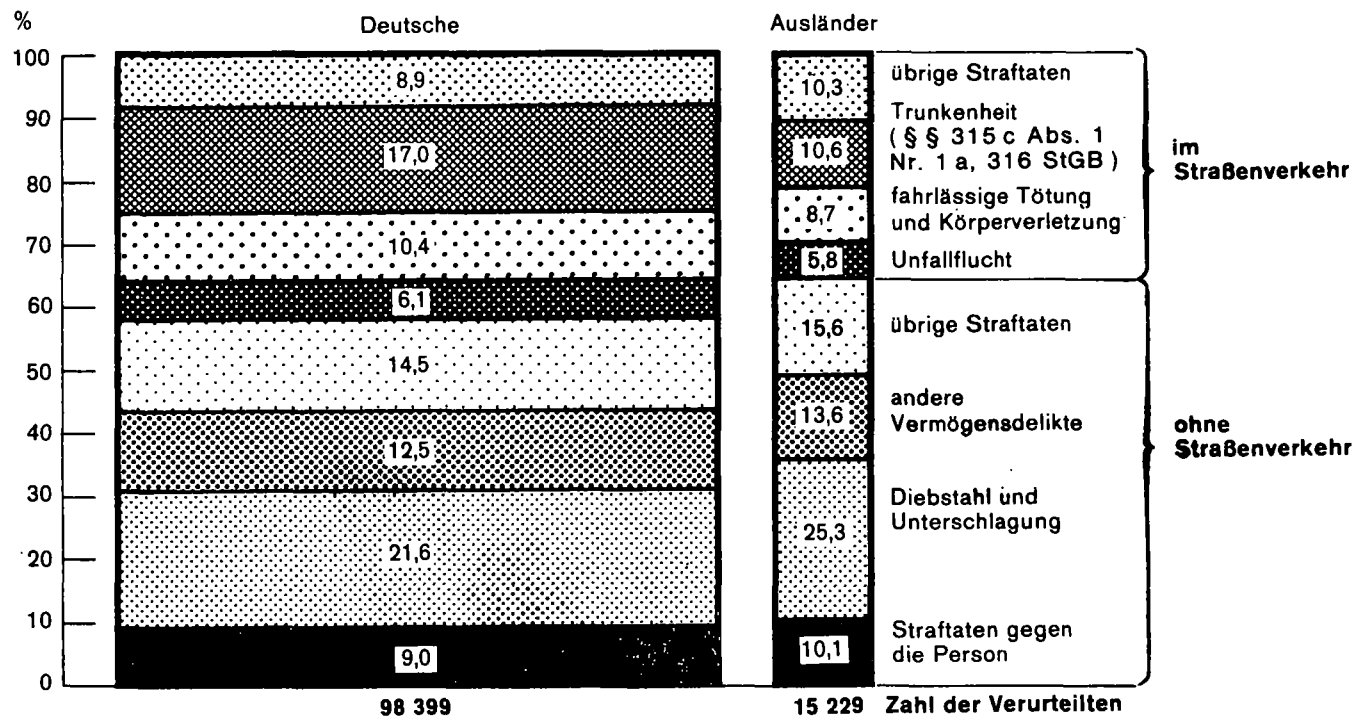 %
Deutsche
Ausländer
100
90
80
70
60
50
40
30
20
10
0
8,9
17,0
10,4
6,1
14,5
12,5
21,6
9,0
10,3
10,6
8,7
5,8
15,6
13,6
25,3
10,1
übrige Straftaten
Trunkenheit
(§ § 315 c Abs. 1
Nr. 1 a, 316 StGB)
fahrlässige Tötung
und Körperverletzung
Unfallflucht
im
Straßenverkehr
übrige Straftaten
andere
Vermögensdelikte
Diebstahl und
Unterschlagung
Straftaten gegen
die Person
ohne
Straßenverkehr
98 399
15 229 Zahl der Verurteilten